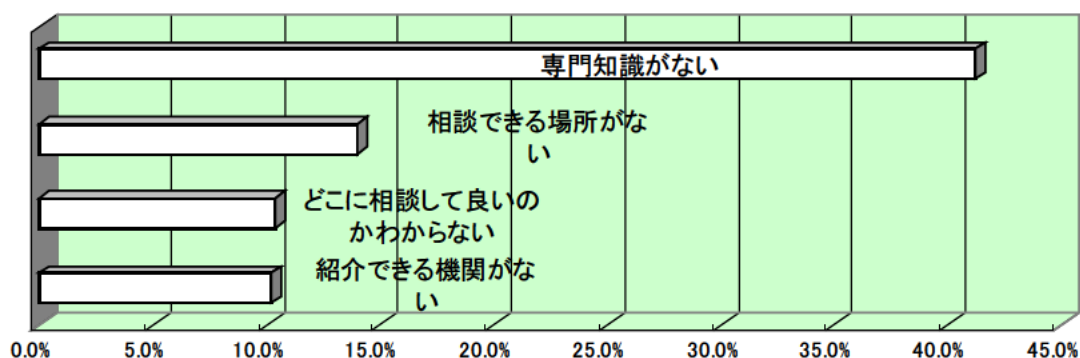 専門知識がない
相談できる場所がな
い
どこに相談して良いの
かわからない
紹介できる機関がな
い
0.0% 5.0% 10.0% 15.0% 20.0% 25.0% 30.0% 35.0% 40.0% 45.0%